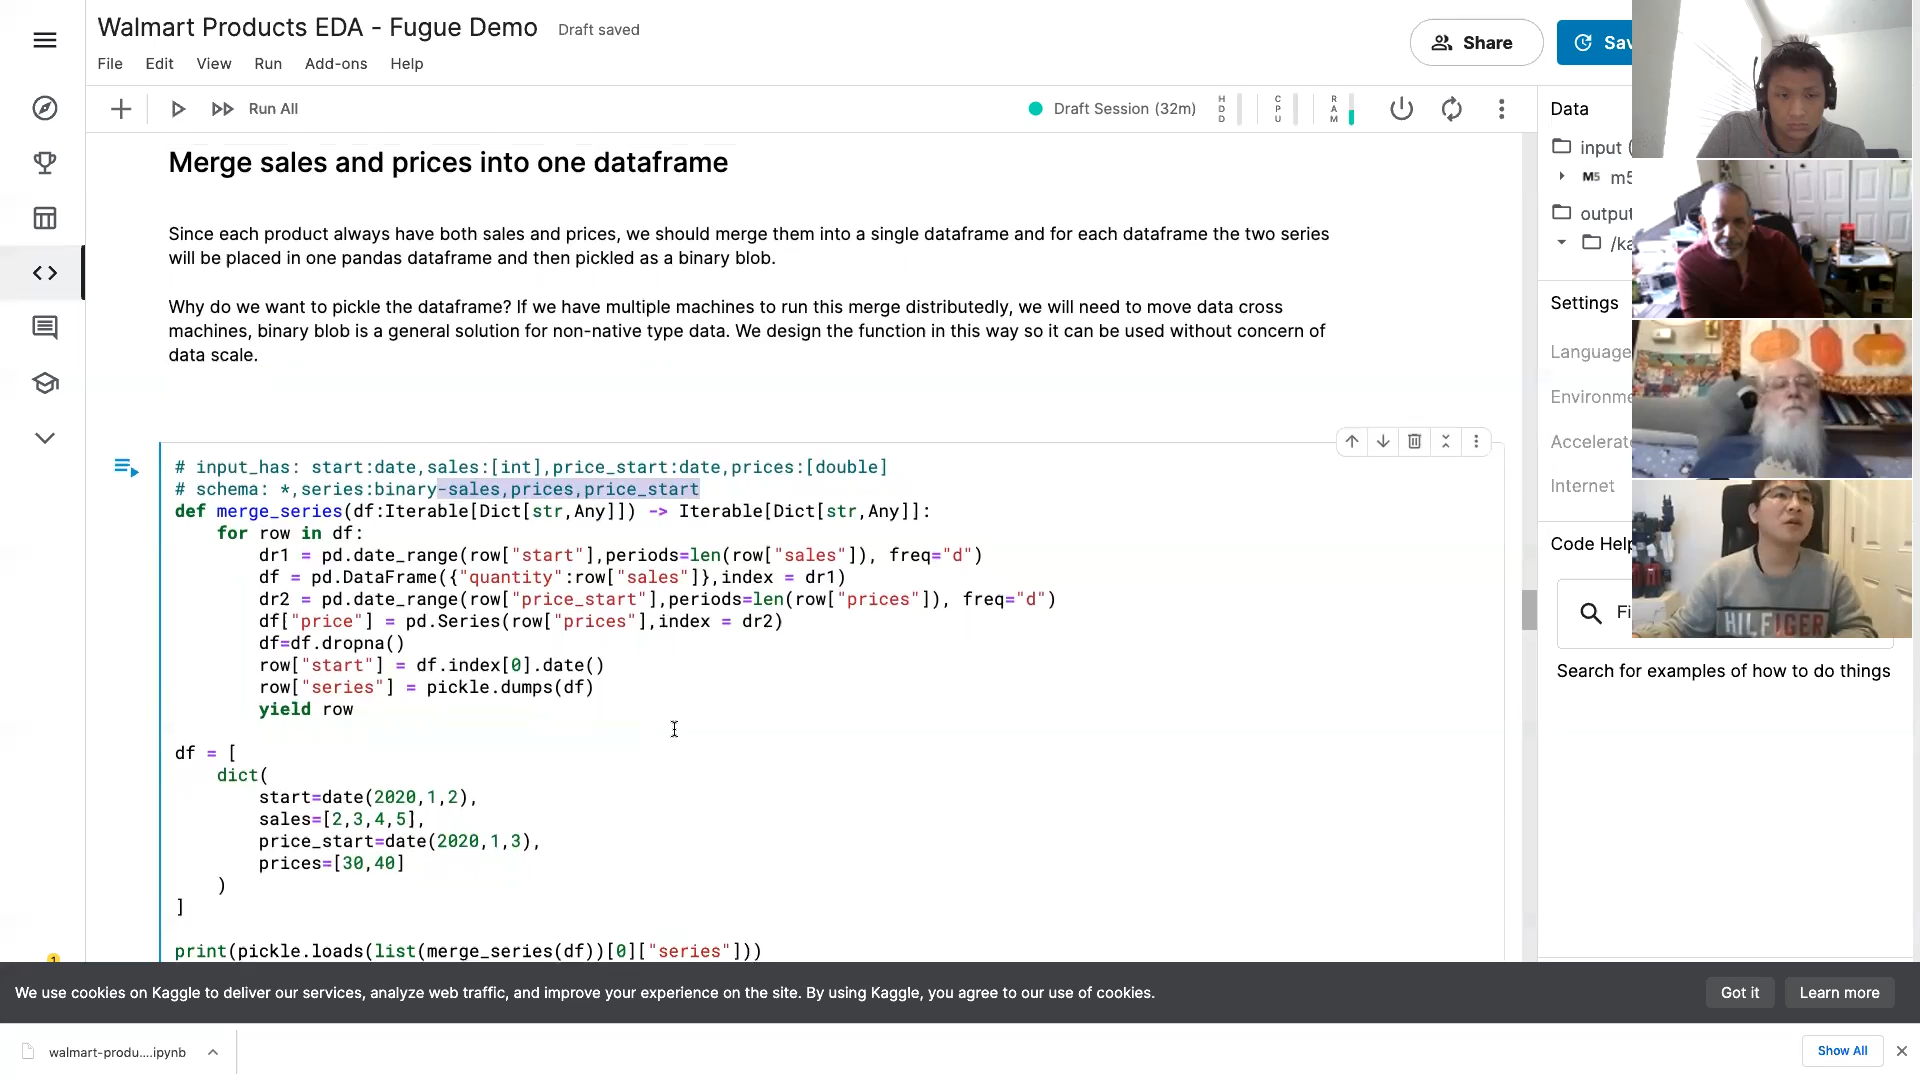 Walmart Products EDA - Fugue Demo Draft saved
Share
Sav
File Edit View Run Add-ons Help
Run All
Draft Session (32m)
HDD
CPU
RAM
Merge sales and prices into one dataframe
Since each product always have both sales and prices, we should merge them into a single dataframe and for each dataframe the two series
will be placed in one pandas dataframe and then pickled as a binary blob.
Why do we want to pickle the dataframe? If we have multiple machines to run this merge distributedly, we will need to move data cross
machines, binary blob is a general solution for non-native type data. We design the function in this way so it can be used without concern of
data scale.
# input_has: start:date,sales:[int],price_start:date,prices:[double]
# schema: *,series:binary-sales,prices,price_start
def merge_series(df:Iterable[Dict[str,Any]]) -> Iterable[Dict[str,Any]]:
for row in df:
dr1 = pd.date_range(row["start"],periods=len(row["sales"]), freq="d")
df = pd.DataFrame({"quantity":row["sales"]},index = dr1)
dr2 = pd.date_range(row["price_start"],periods=len(row["prices"]), freq="d")
df["price"] = pd.Series(row["prices"],index = dr2)
df=df.dropna()
row["start"] = df.index[0].date()
row["series"] = pickle.dumps(df)
yield row
df = [
dict(
start=date(2020,1,2),
sales=[2,3,4,5],
price_start=date(2020,1,3),
prices=[30,40]
)
]
print(pickle.loads(list(merge_series(df))[0]["series"]))
Data
input (
M5 m5
output
/ka
Settings
Language
Environme
Accelerat
Internet
Code Help
Fi
Search for examples of how to do things
HILFIGER
1
We use cookies on Kaggle to deliver our services, analyze web traffic, and improve your experience on the site. By using Kaggle, you agree to our use of cookies.
Got it
Learn more
walmart-produ....ipynb
Show All